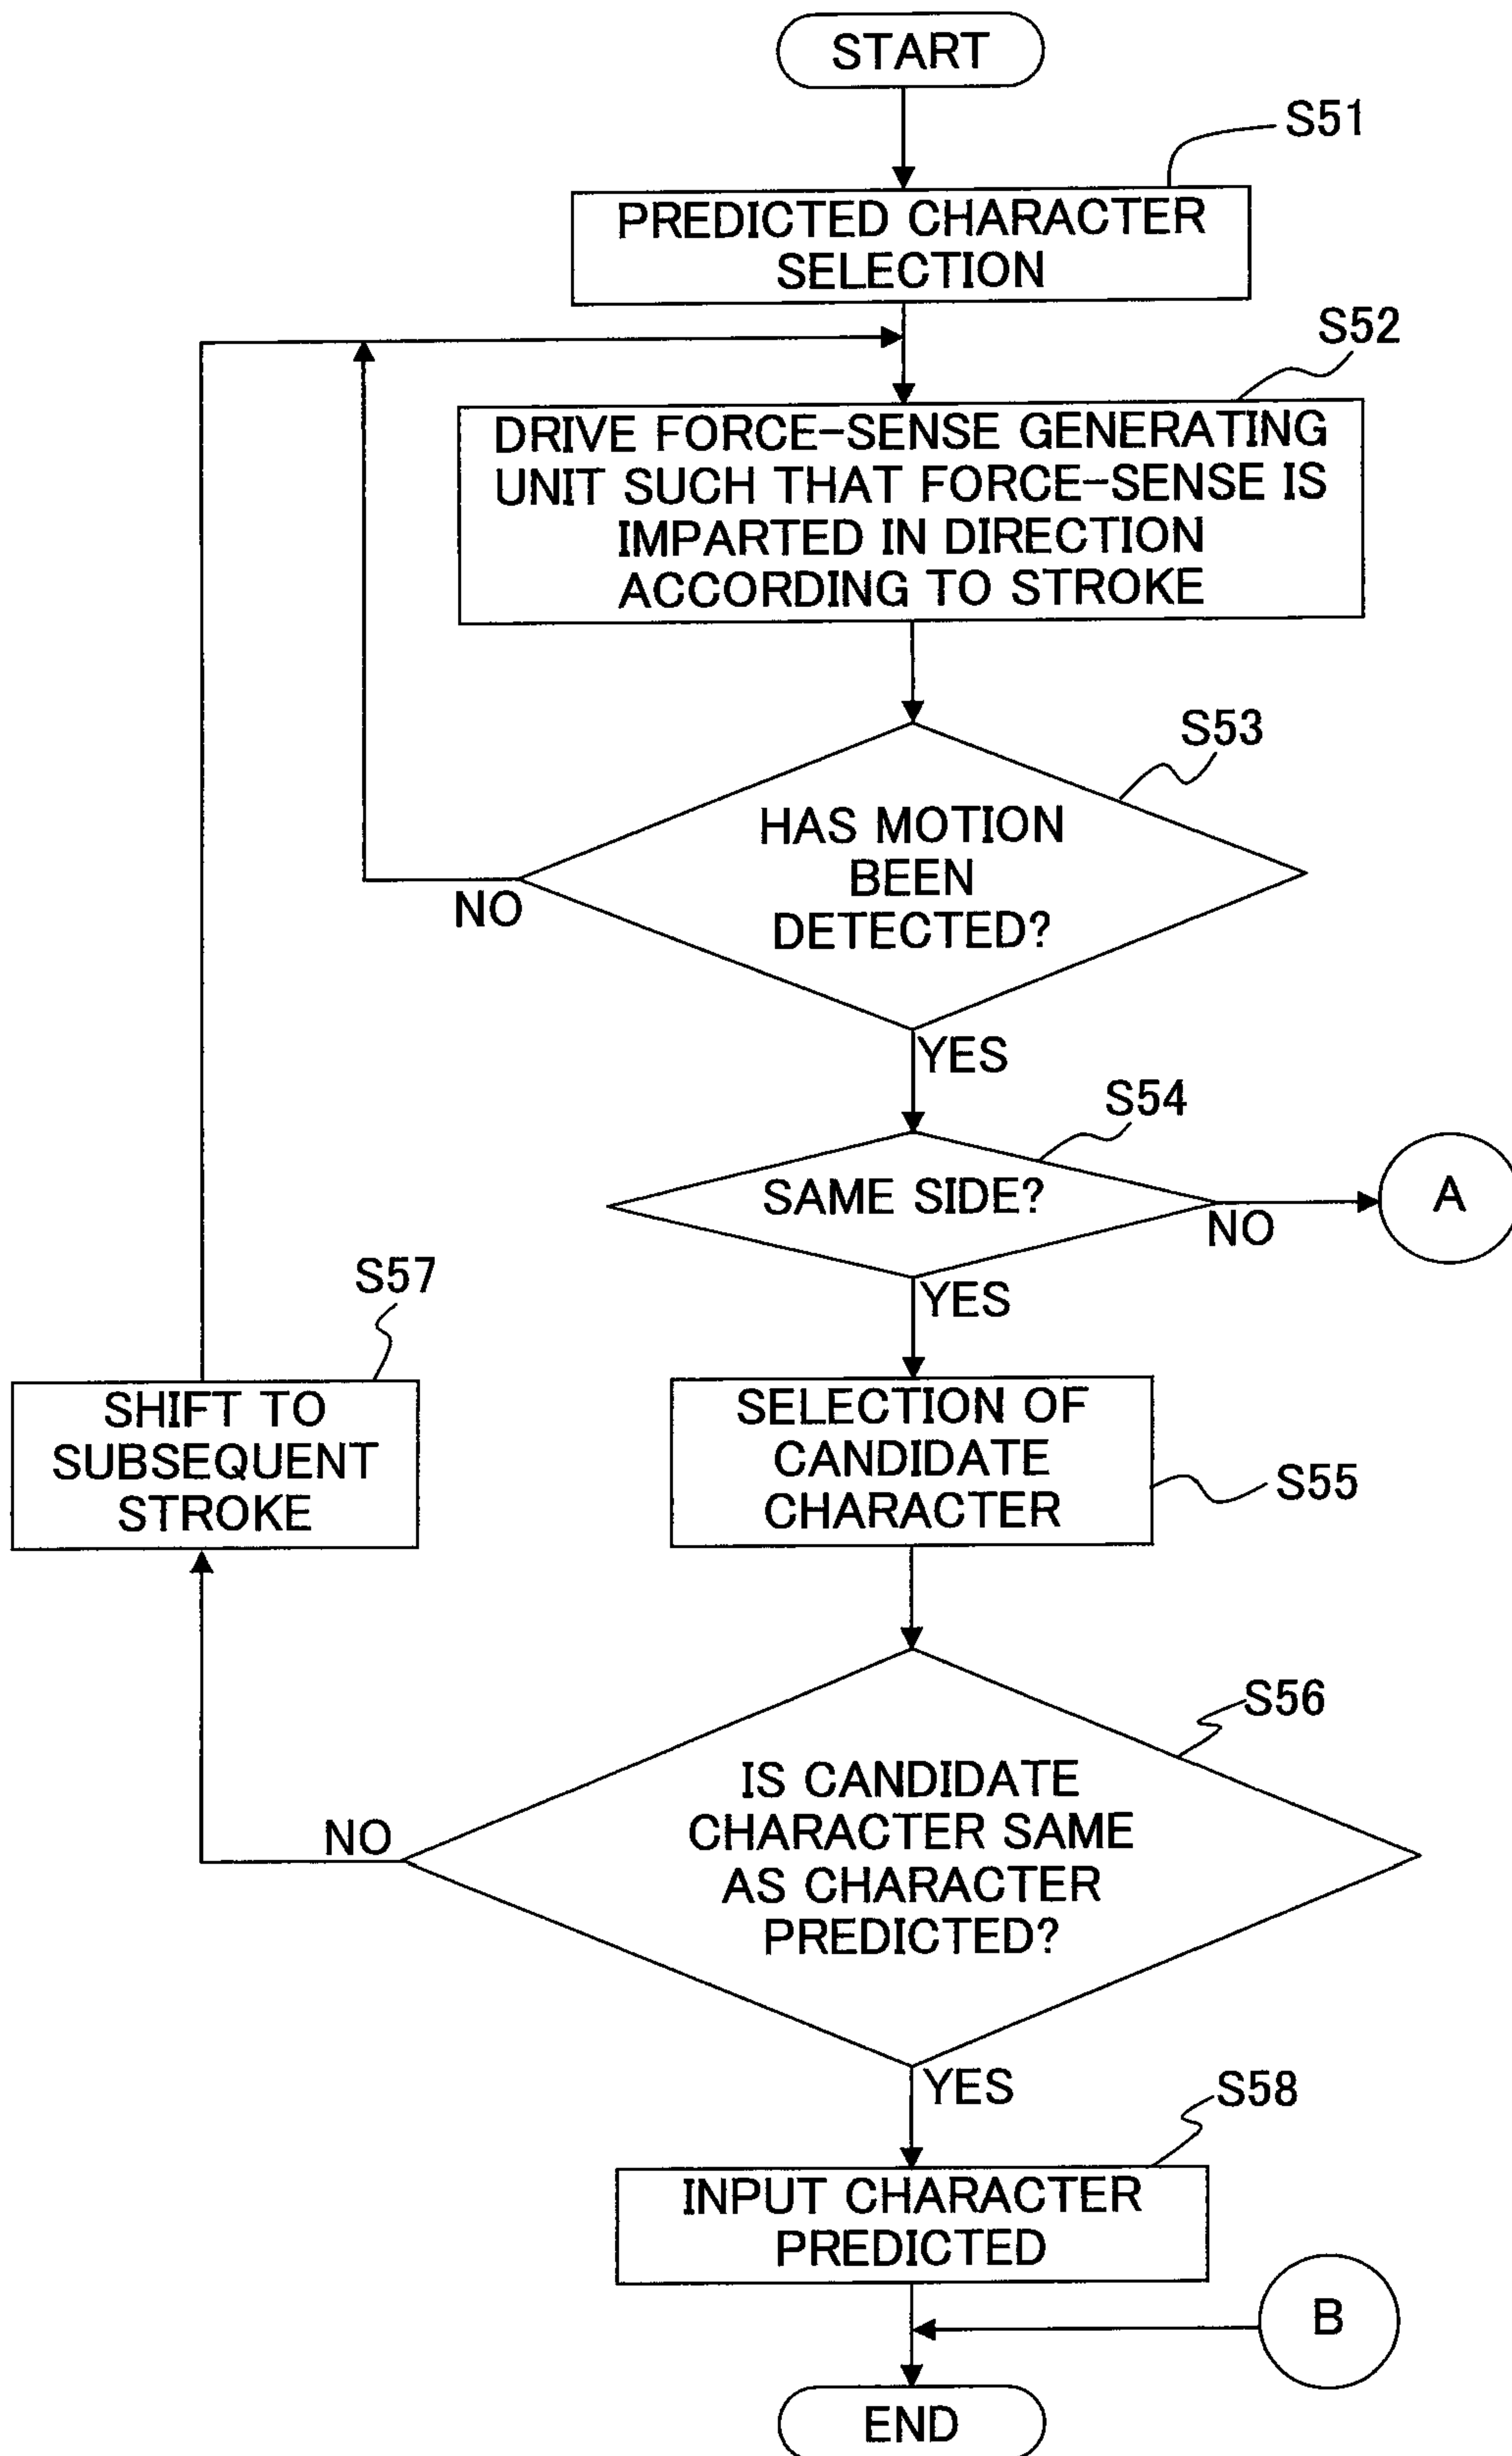 START
S51
PREDICTED CHARACTER
SELECTION
S52
DRIVE FORCE-SENSE GENERATING
UNIT SUCH THAT FORCE-SENSE IS
IMPARTED IN DIRECTION
ACCORDING TO STROKE
S53
HAS MOTION
BEEN
DETECTED?
NO
YES
S54
SAME SIDE?
NO
A
YES
S57
SHIFT TO
SUBSEQUENT
STROKE
SELECTION OF
CANDIDATE
CHARACTER
S55
S56
IS CANDIDATE
CHARACTER SAME
AS CHARACTER
PREDICTED?
NO
YES
S58
INPUT CHARACTER
PREDICTED
B
END